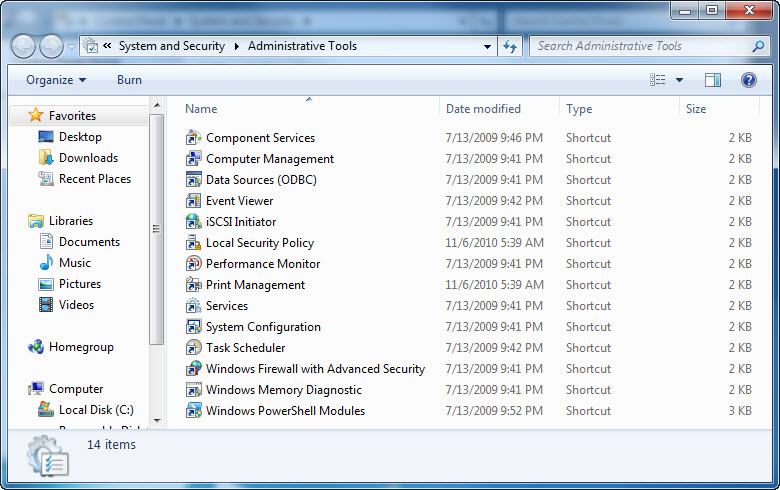 « System and Security ▸ Administrative Tools
Search Administrative Tools
Organize Burn
Name Date modified Type Size
Favorites
Desktop
Downloads
Recent Places
Libraries
Documents
Music
Pictures
Videos
Homegroup
Computer
Local Disk (C:)
Component Services 7/13/2009 9:46 PM Shortcut 2 KB
Computer Management 7/13/2009 9:41 PM Shortcut 2 KB
Data Sources (ODBC) 7/13/2009 9:41 PM Shortcut 2 KB
Event Viewer 7/13/2009 9:42 PM Shortcut 2 KB
iSCSI Initiator 7/13/2009 9:41 PM Shortcut 2 KB
Local Security Policy 11/6/2010 5:39 AM Shortcut 2 KB
Performance Monitor 7/13/2009 9:41 PM Shortcut 2 KB
Print Management 11/6/2010 5:39 AM Shortcut 2 KB
Services 7/13/2009 9:41 PM Shortcut 2 KB
System Configuration 7/13/2009 9:41 PM Shortcut 2 KB
Task Scheduler 7/13/2009 9:42 PM Shortcut 2 KB
Windows Firewall with Advanced Security 7/13/2009 9:41 PM Shortcut 2 KB
Windows Memory Diagnostic 7/13/2009 9:41 PM Shortcut 2 KB
Windows PowerShell Modules 7/13/2009 9:52 PM Shortcut 3 KB
14 items